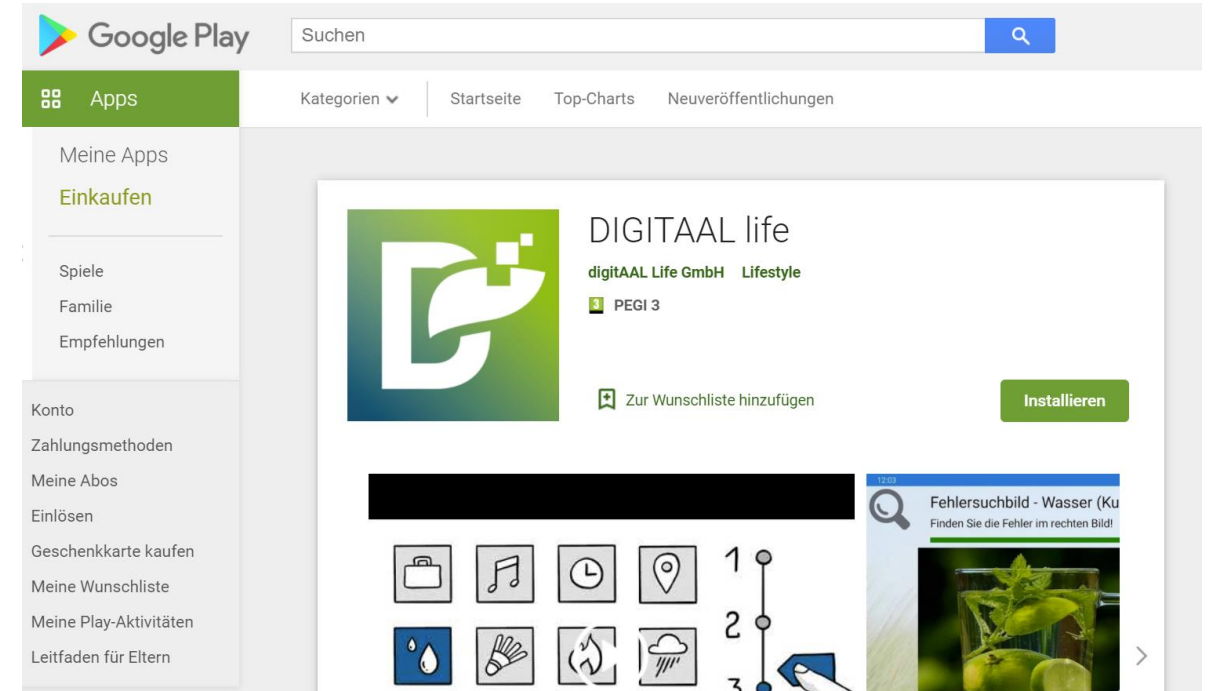 Google Play
Suchen
Apps
Kategorien
Startseite
Top-Charts
Neuveröffentlichungen
Meine Apps
Einkaufen
Spiele
Familie
Empfehlungen
Konto
Zahlungsmethoden
Meine Abos
Einlösen
Geschenkkarte kaufen
Meine Wunschliste
Meine Play-Aktivitäten
Leitfaden für Eltern
DIGITAAL life
digitAAL Life GmbH Lifestyle
3 PEGI 3
Zur Wunschliste hinzufügen
Installieren
1
2
3
12:03
Fehlersuchbild - Wasser (Ku
Finden Sie die Fehler im rechten Bild!